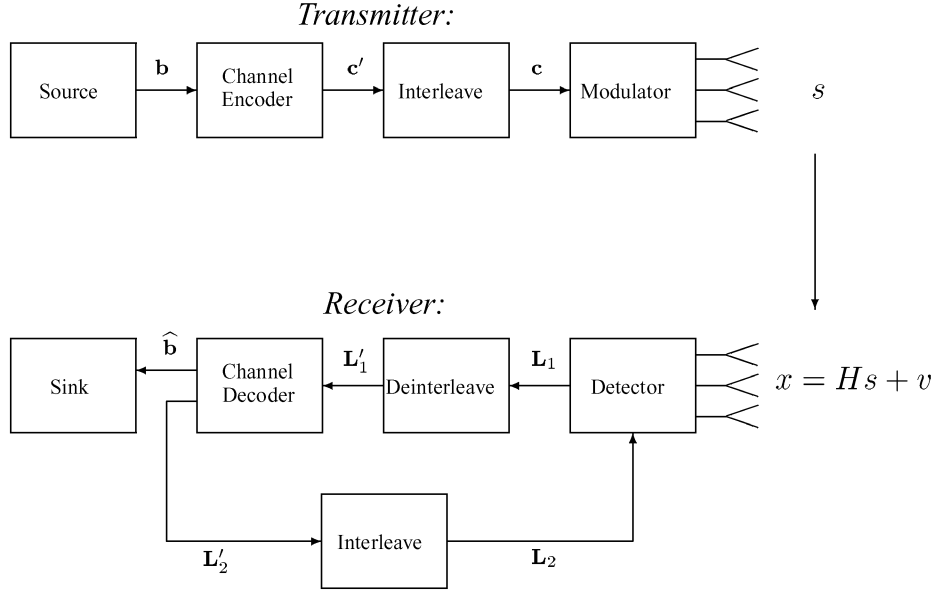 Transmitter:
Source
b
Channel
Encoder
c′
Interleave
c
Modulator
s
Receiver:
Sink
b̂
Channel
Decoder
L′₁
Deinterleave
L₁
Detector
x = Hs + v
L′₂
Interleave
L₂